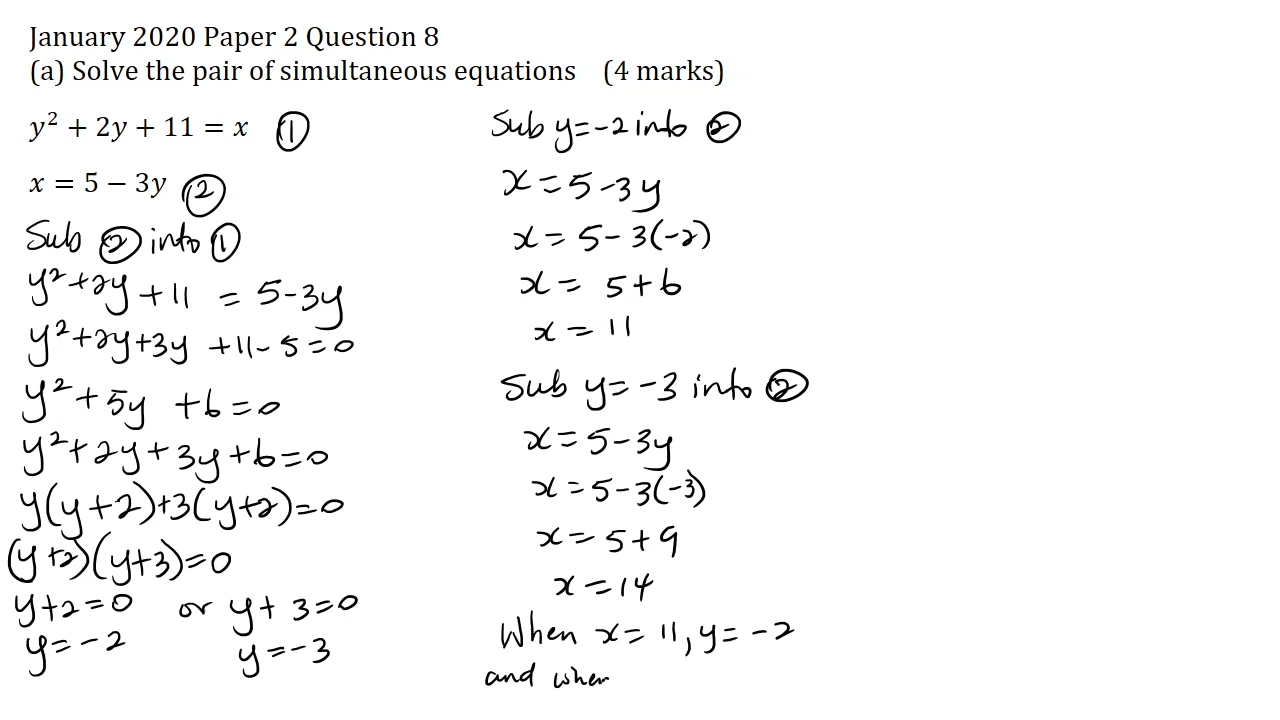 January 2020 Paper 2 Question 8
(a) Solve the pair of simultaneous equations (4 marks)
y² + 2y + 11 = x ①
x = 5 − 3y ②
Sub ② into ①
y²+2y+11 = 5-3y
y²+2y+3y +11-5=0
y²+5y +6=0
y²+2y+3y+6=0
y(y+2)+3(y+2)=0
(y+2)(y+3)=0
y+2=0 or y+3=0
y=-2 y=-3
Sub y=-2 into ②
x=5-3y
x=5-3(-2)
x= 5+6
x=11
Sub y=-3 into ②
x=5-3y
x=5-3(-3)
x=5+9
x=14
When x=11, y=-2
and when